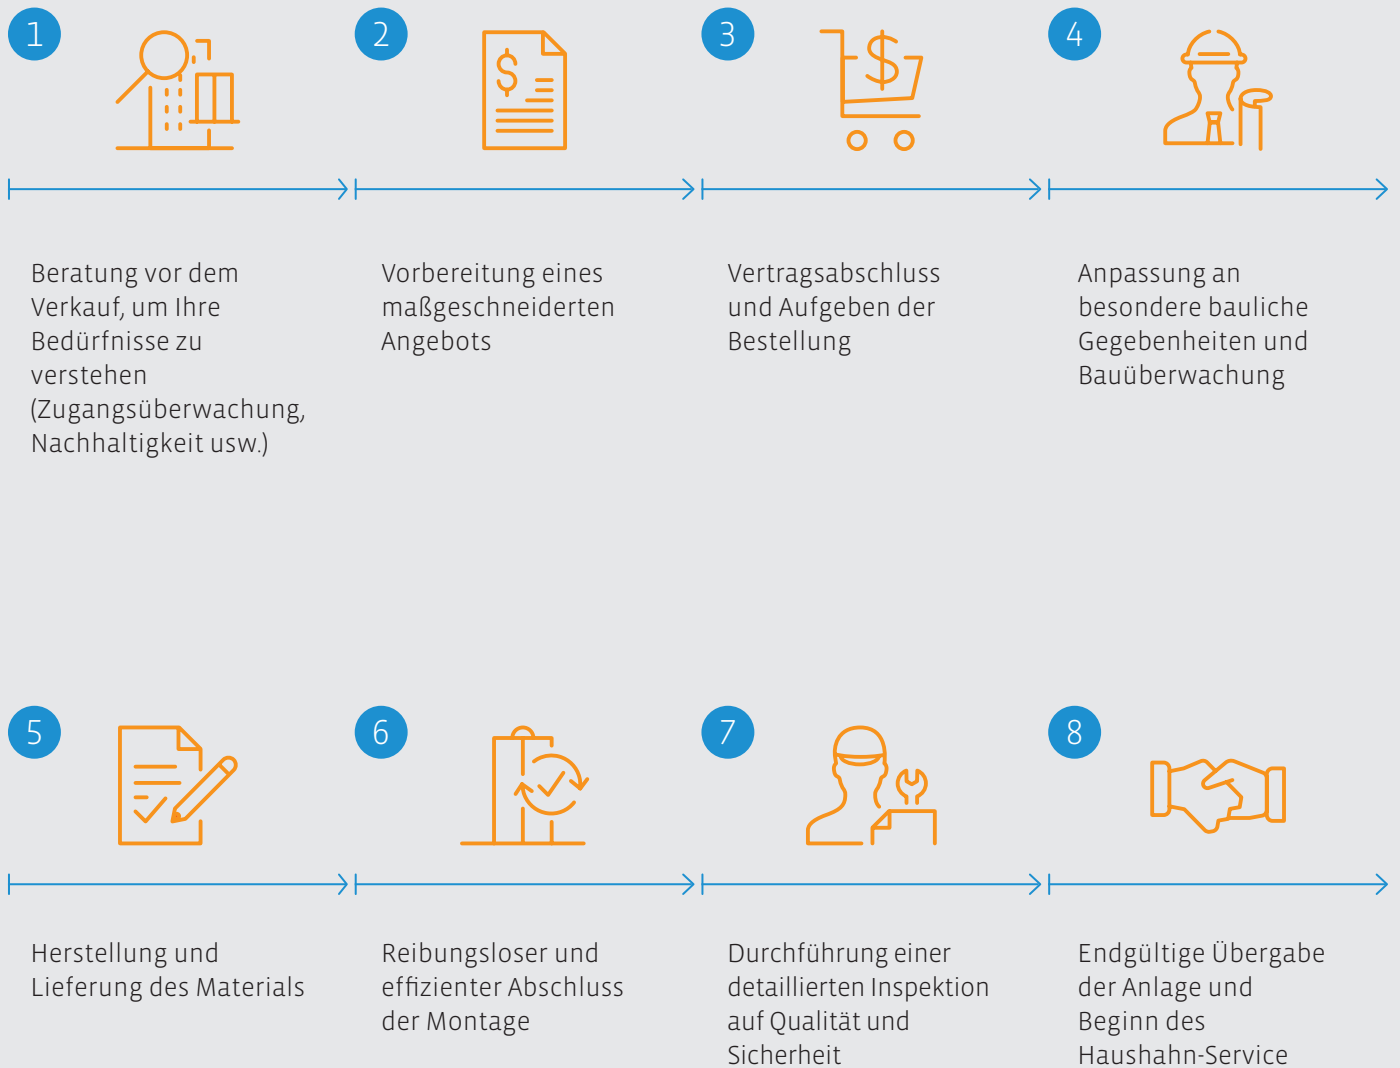 1
2
3
4
Beratung vor dem
Verkauf, um Ihre
Bedürfnisse zu
verstehen
(Zugangsüberwachung,
Nachhaltigkeit usw.)
Vorbereitung eines
maßgeschneiderten
Angebots
Vertragsabschluss
und Aufgeben der
Bestellung
Anpassung an
besondere bauliche
Gegebenheiten und
Bauüberwachung
5
6
7
8
Herstellung und
Lieferung des Materials
Reibungsloser und
effizienter Abschluss
der Montage
Durchführung einer
detaillierten Inspektion
auf Qualität und
Sicherheit
Endgültige Übergabe
der Anlage und
Beginn des
Haushahn-Service